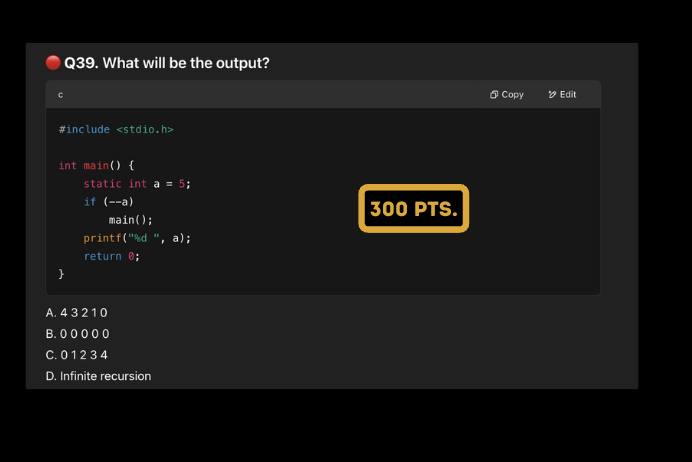 Q39. What will be the output?
c Copy Edit
#include <stdio.h>
int main() {
static int a = 5;
if (--a)
main();
printf("%d ", a);
return 0;
}
300 PTS.
A. 4 3 2 1 0
B. 0 0 0 0 0
C. 0 1 2 3 4
D. Infinite recursion